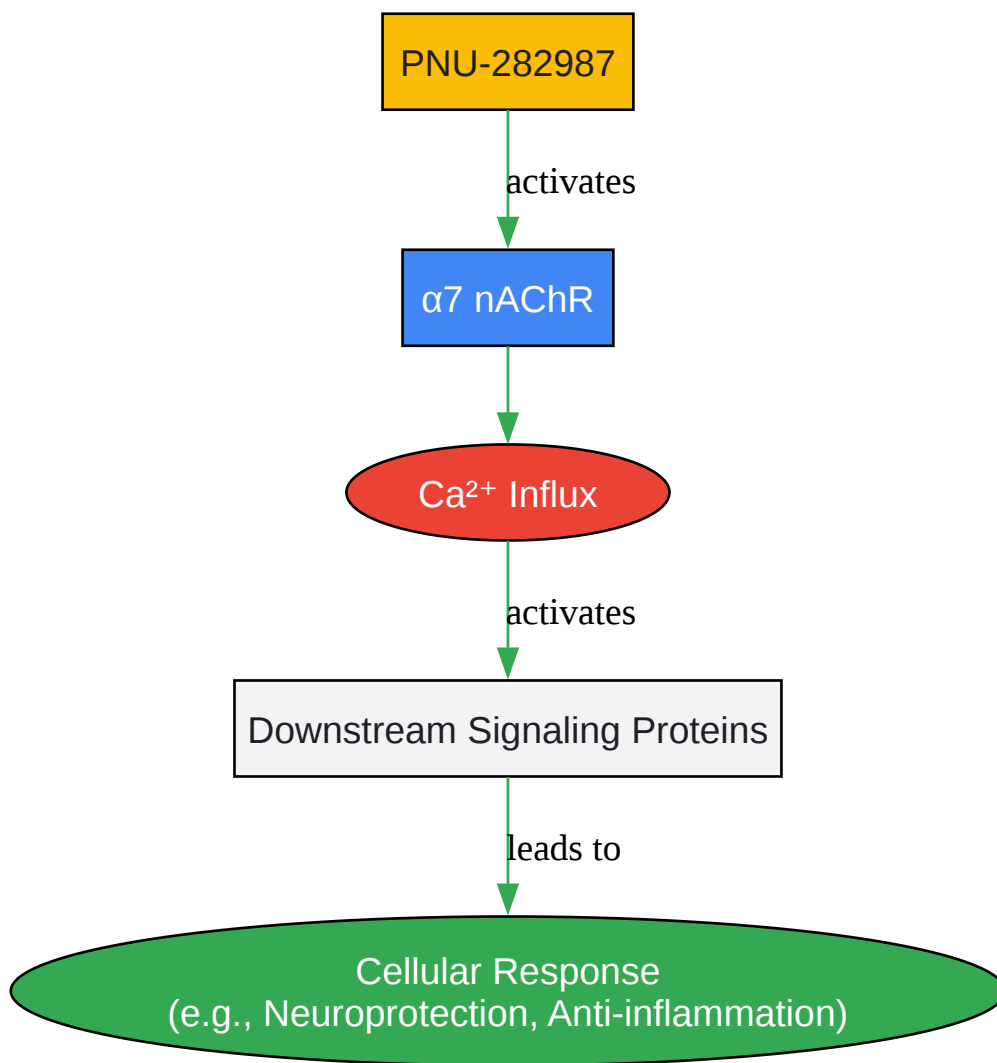 PNU-282987
activates
α7 nAChR
Ca²⁺ Influx
activates
Downstream Signaling Proteins
leads to
Cellular Response
(e.g., Neuroprotection, Anti-inflammation)